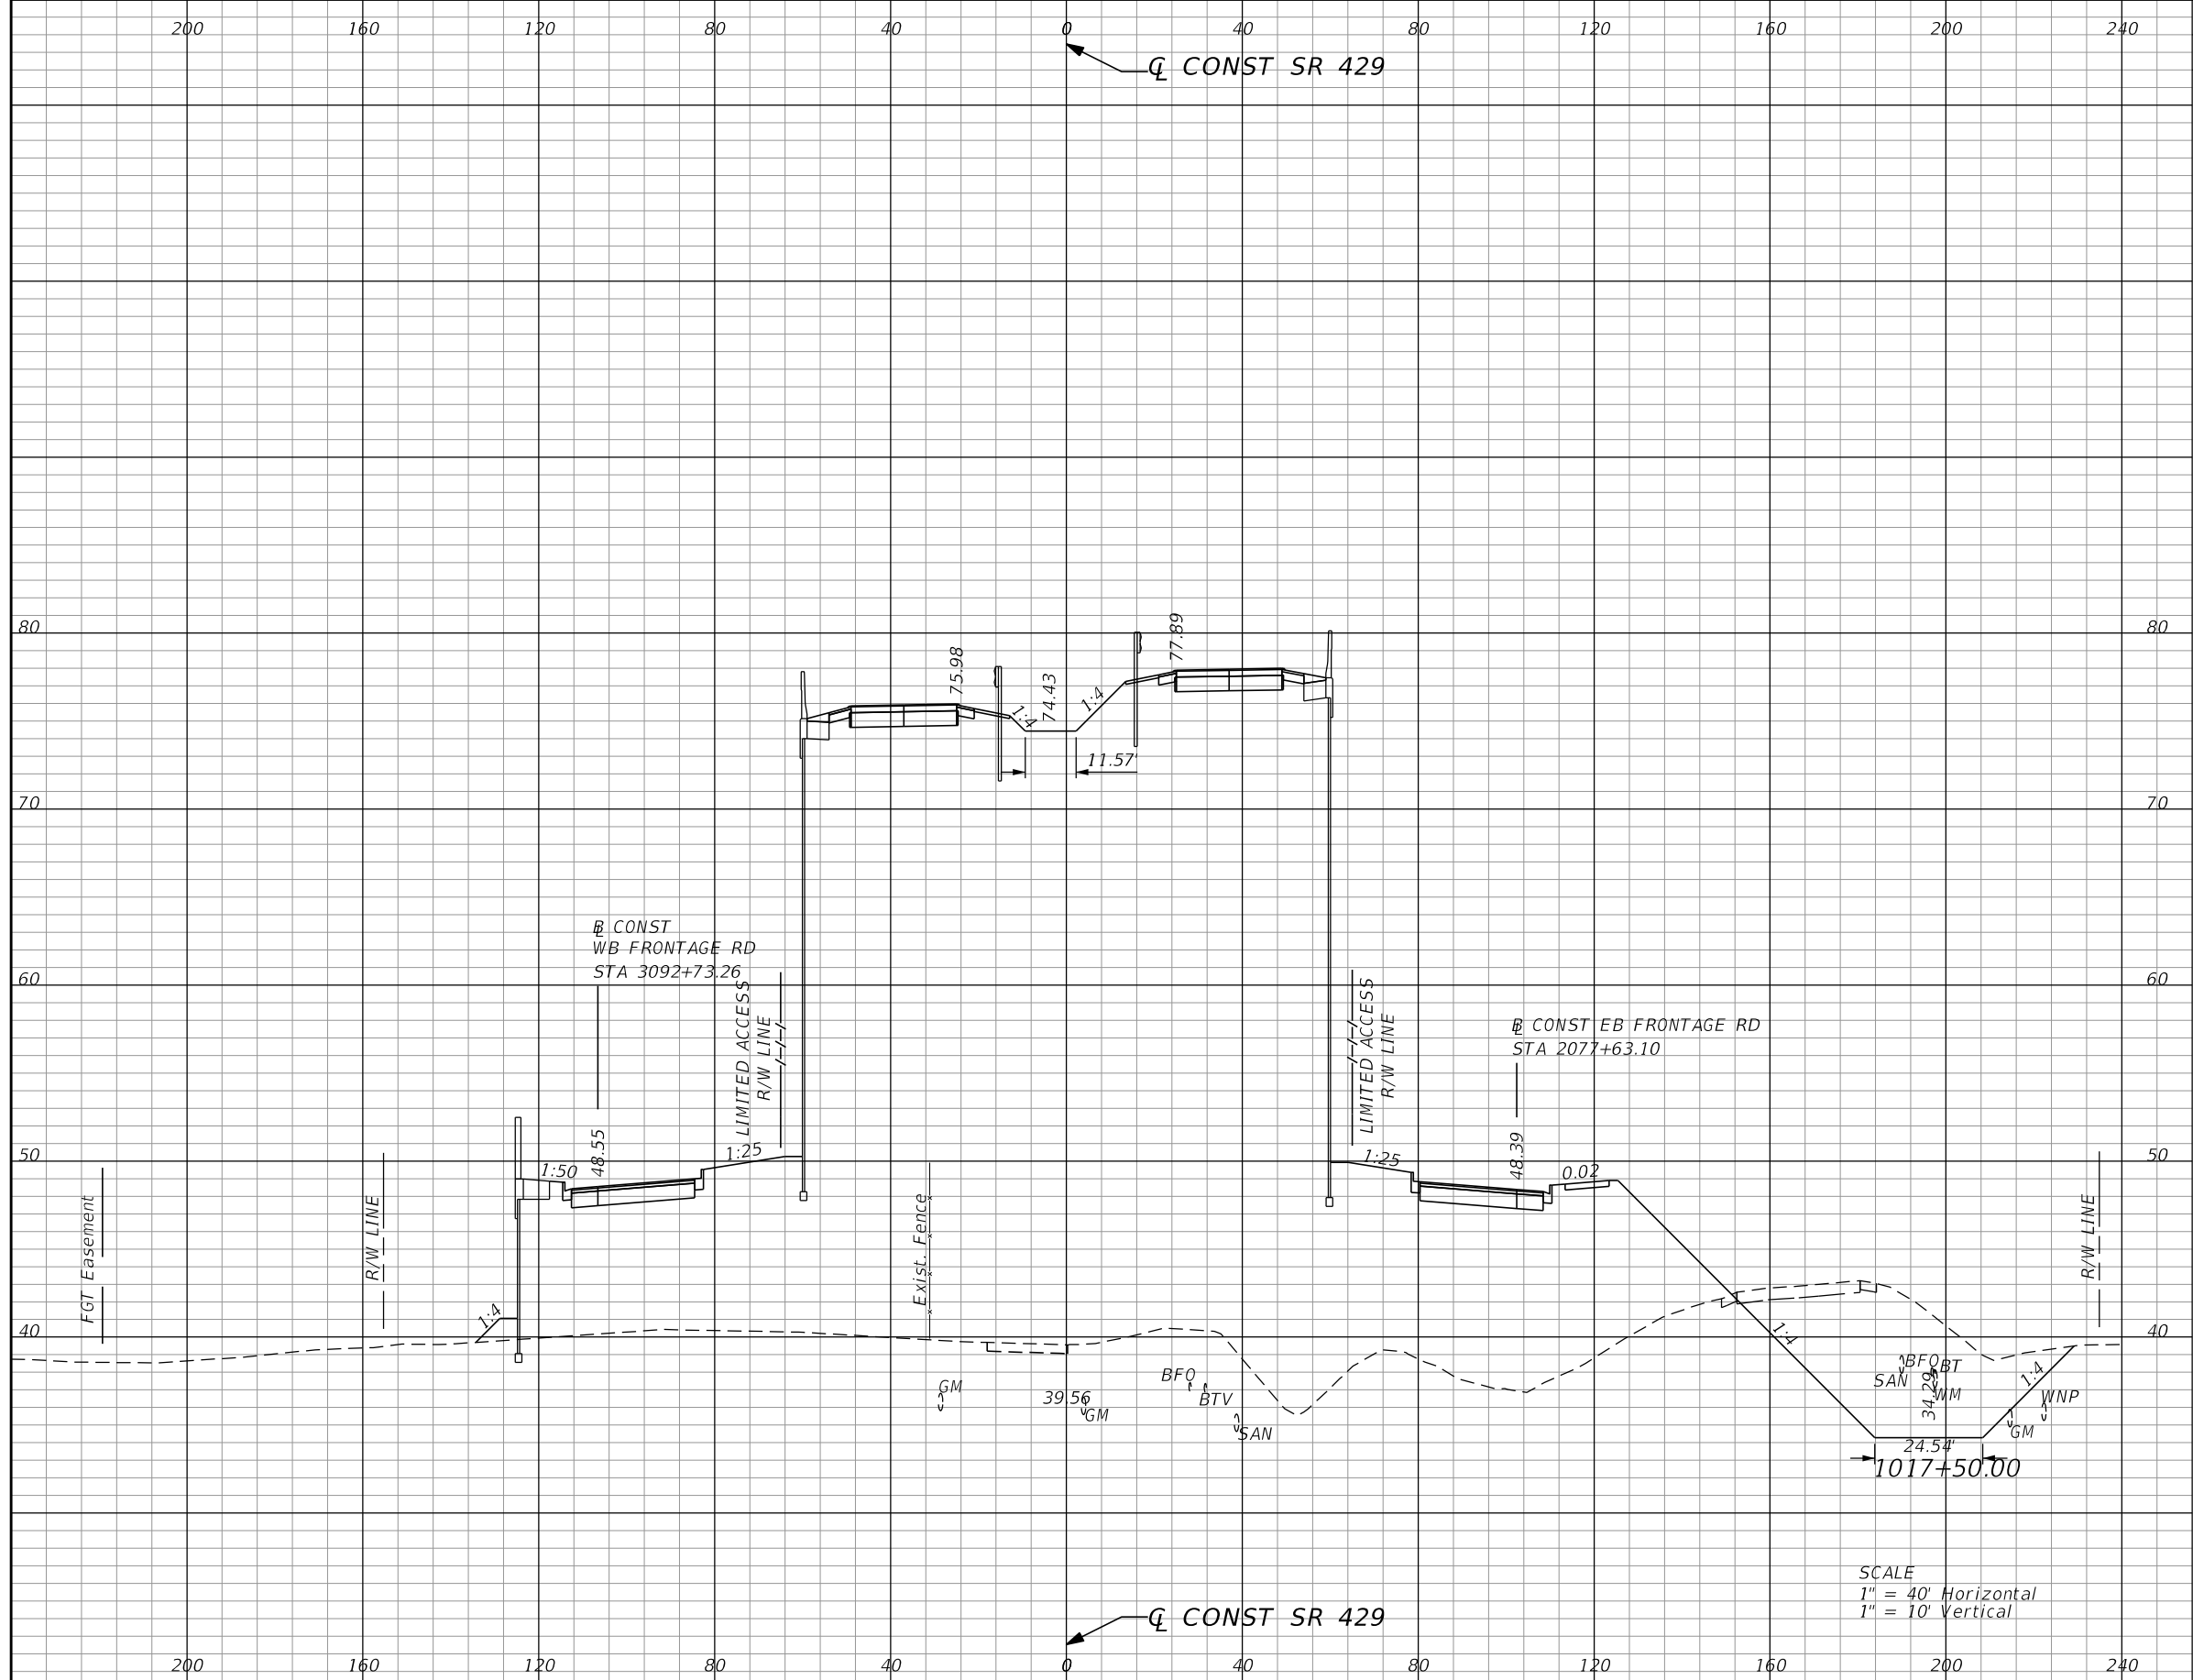 200 160 120 80 40 0 40 80 120 160 200 240
℄ CONST SR 429
80 80
77.89
75.98
74.43
1:4
1:4
11.57'
70 70
℄ CONST SR 429
B̲L CONST
WB FRONTAGE RD
STA 3092+73.26
60 60
LIMITED ACCESS
R/W LINE
LIMITED ACCESS
R/W LINE
BL CONST EB FRONTAGE RD
STA 2077+63.10
50 50
1:50
48.55
1:25
1:25
48.39
0.02
FGT Easement
R/W LINE
Exist. Fence
R/W LINE
40 40
1:4
1:4
GM
39.56
GM
BFO
BTV
SAN
BFO
BT
SAN
34.29
WM
1:4
WNP
GM
24.54'
1017+50.00
SCALE
1" = 40' Horizontal
1" = 10' Vertical
200 160 120 80 40 0 40 80 120 160 200 240